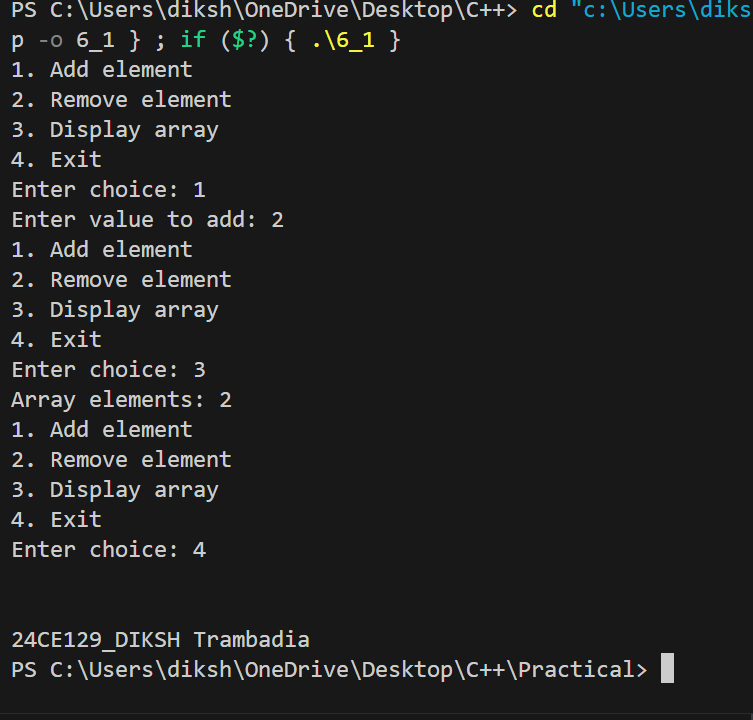 PS C:\Users\diksh\OneDrive\Desktop\C++> cd "c:\Users\diks
p -o 6_1 } ; if ($?) { .\6_1 }
1. Add element
2. Remove element
3. Display array
4. Exit
Enter choice: 1
Enter value to add: 2
1. Add element
2. Remove element
3. Display array
4. Exit
Enter choice: 3
Array elements: 2
1. Add element
2. Remove element
3. Display array
4. Exit
Enter choice: 4
24CE129_DIKSH Trambadia
PS C:\Users\diksh\OneDrive\Desktop\C++\Practical>